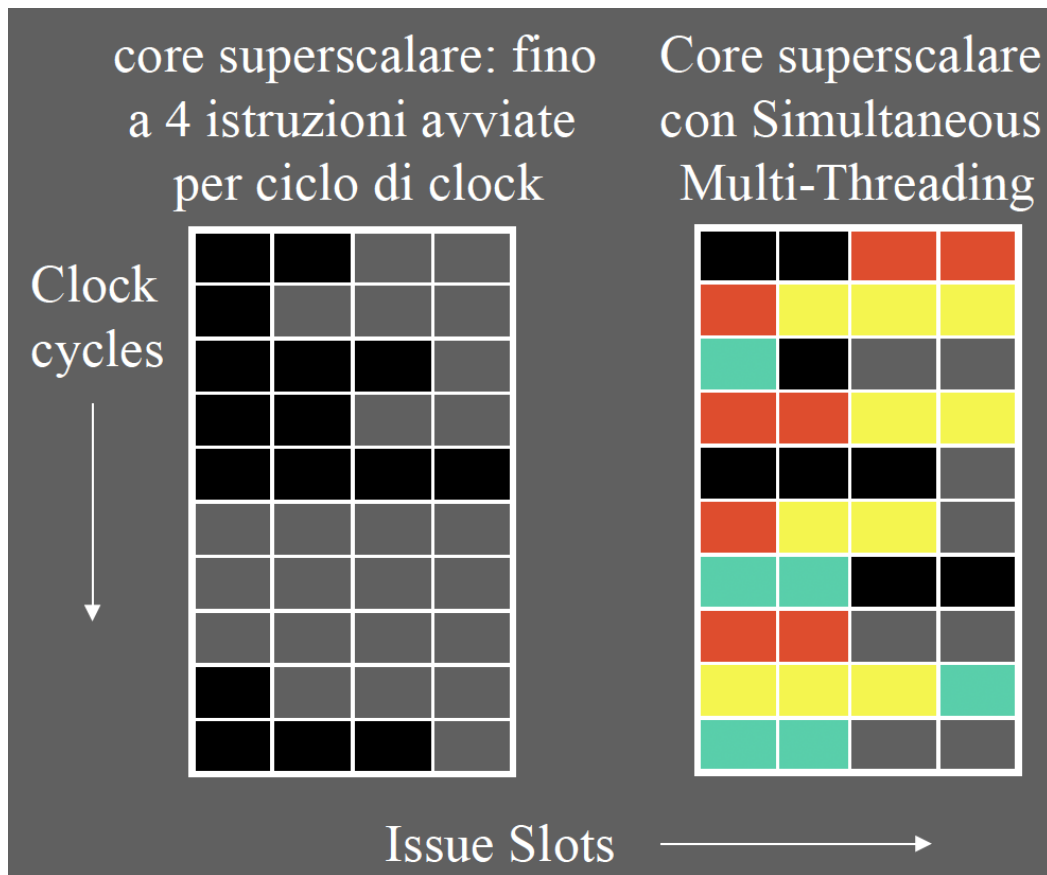 core superscalare: fino
a 4 istruzioni avviate
per ciclo di clock
Core superscalare
con Simultaneous
Multi-Threading
Clock
cycles
Issue Slots